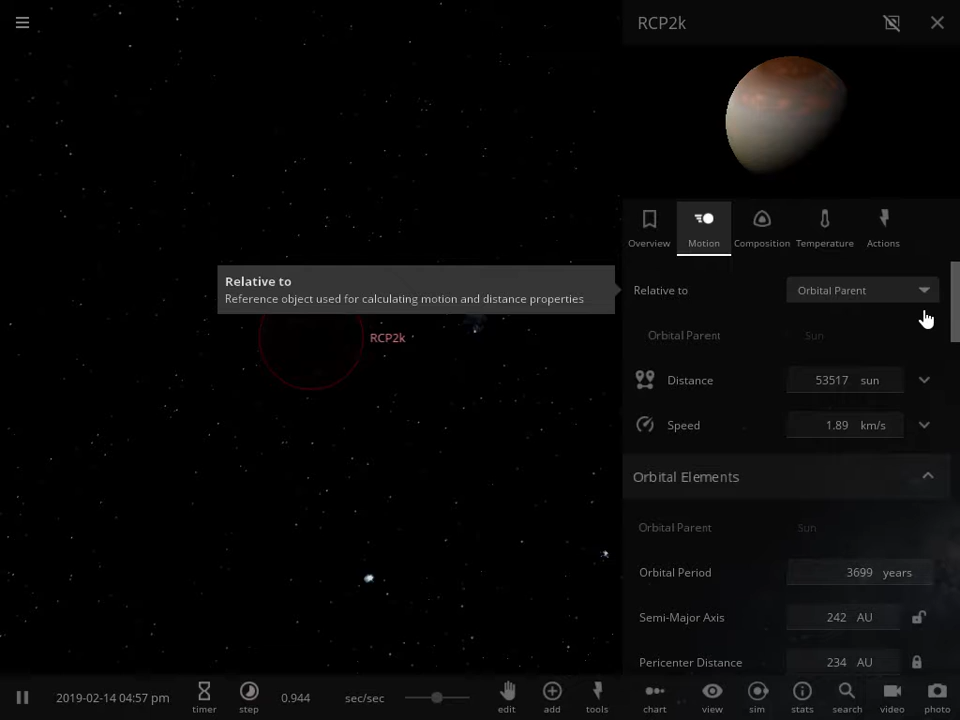 RCP2k
Overview
Motion
Composition
Temperature
Actions
Relative to
Reference object used for calculating motion and distance properties
Relative to
Orbital Parent
Orbital Parent
Sun
RCP2k
Distance
53517 sun
Speed
1.89 km/s
Orbital Elements
Orbital Parent
Sun
Orbital Period
3699 years
Semi-Major Axis
242 AU
Pericenter Distance
234 AU
2019-02-14 04:57 pm
timer
step
0.944
sec/sec
edit
add
tools
chart
view
sim
stats
search
video
photo